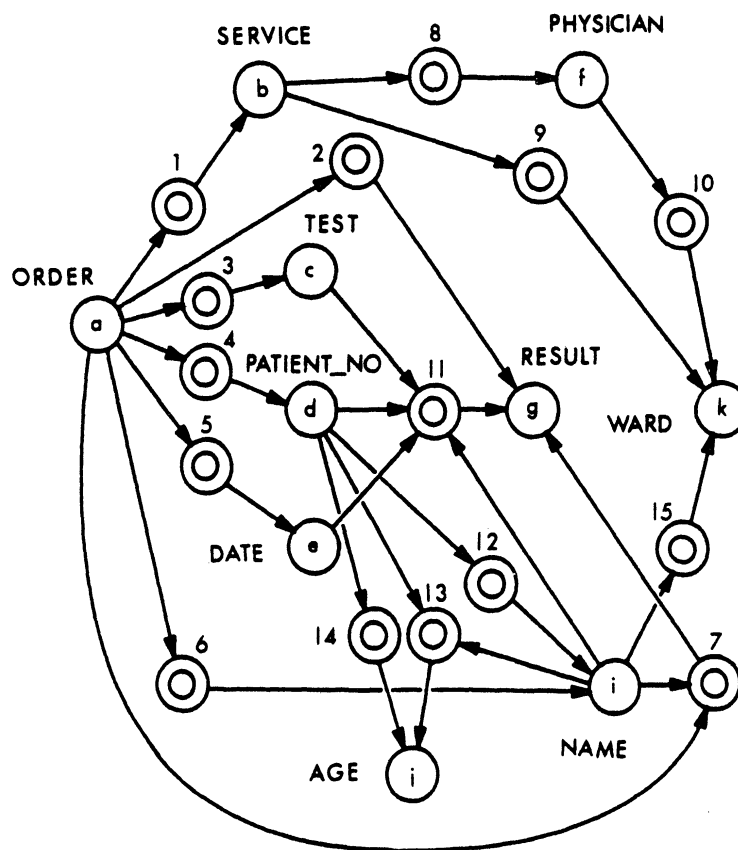 SERVICE
8
PHYSICIAN
b
f
1
2
9
10
TEST
ORDER
3
c
a
4
PATIENT_NO
11
RESULT
d
g
WARD
k
5
DATE
e
12
15
14
13
6
7
i
NAME
AGE
j